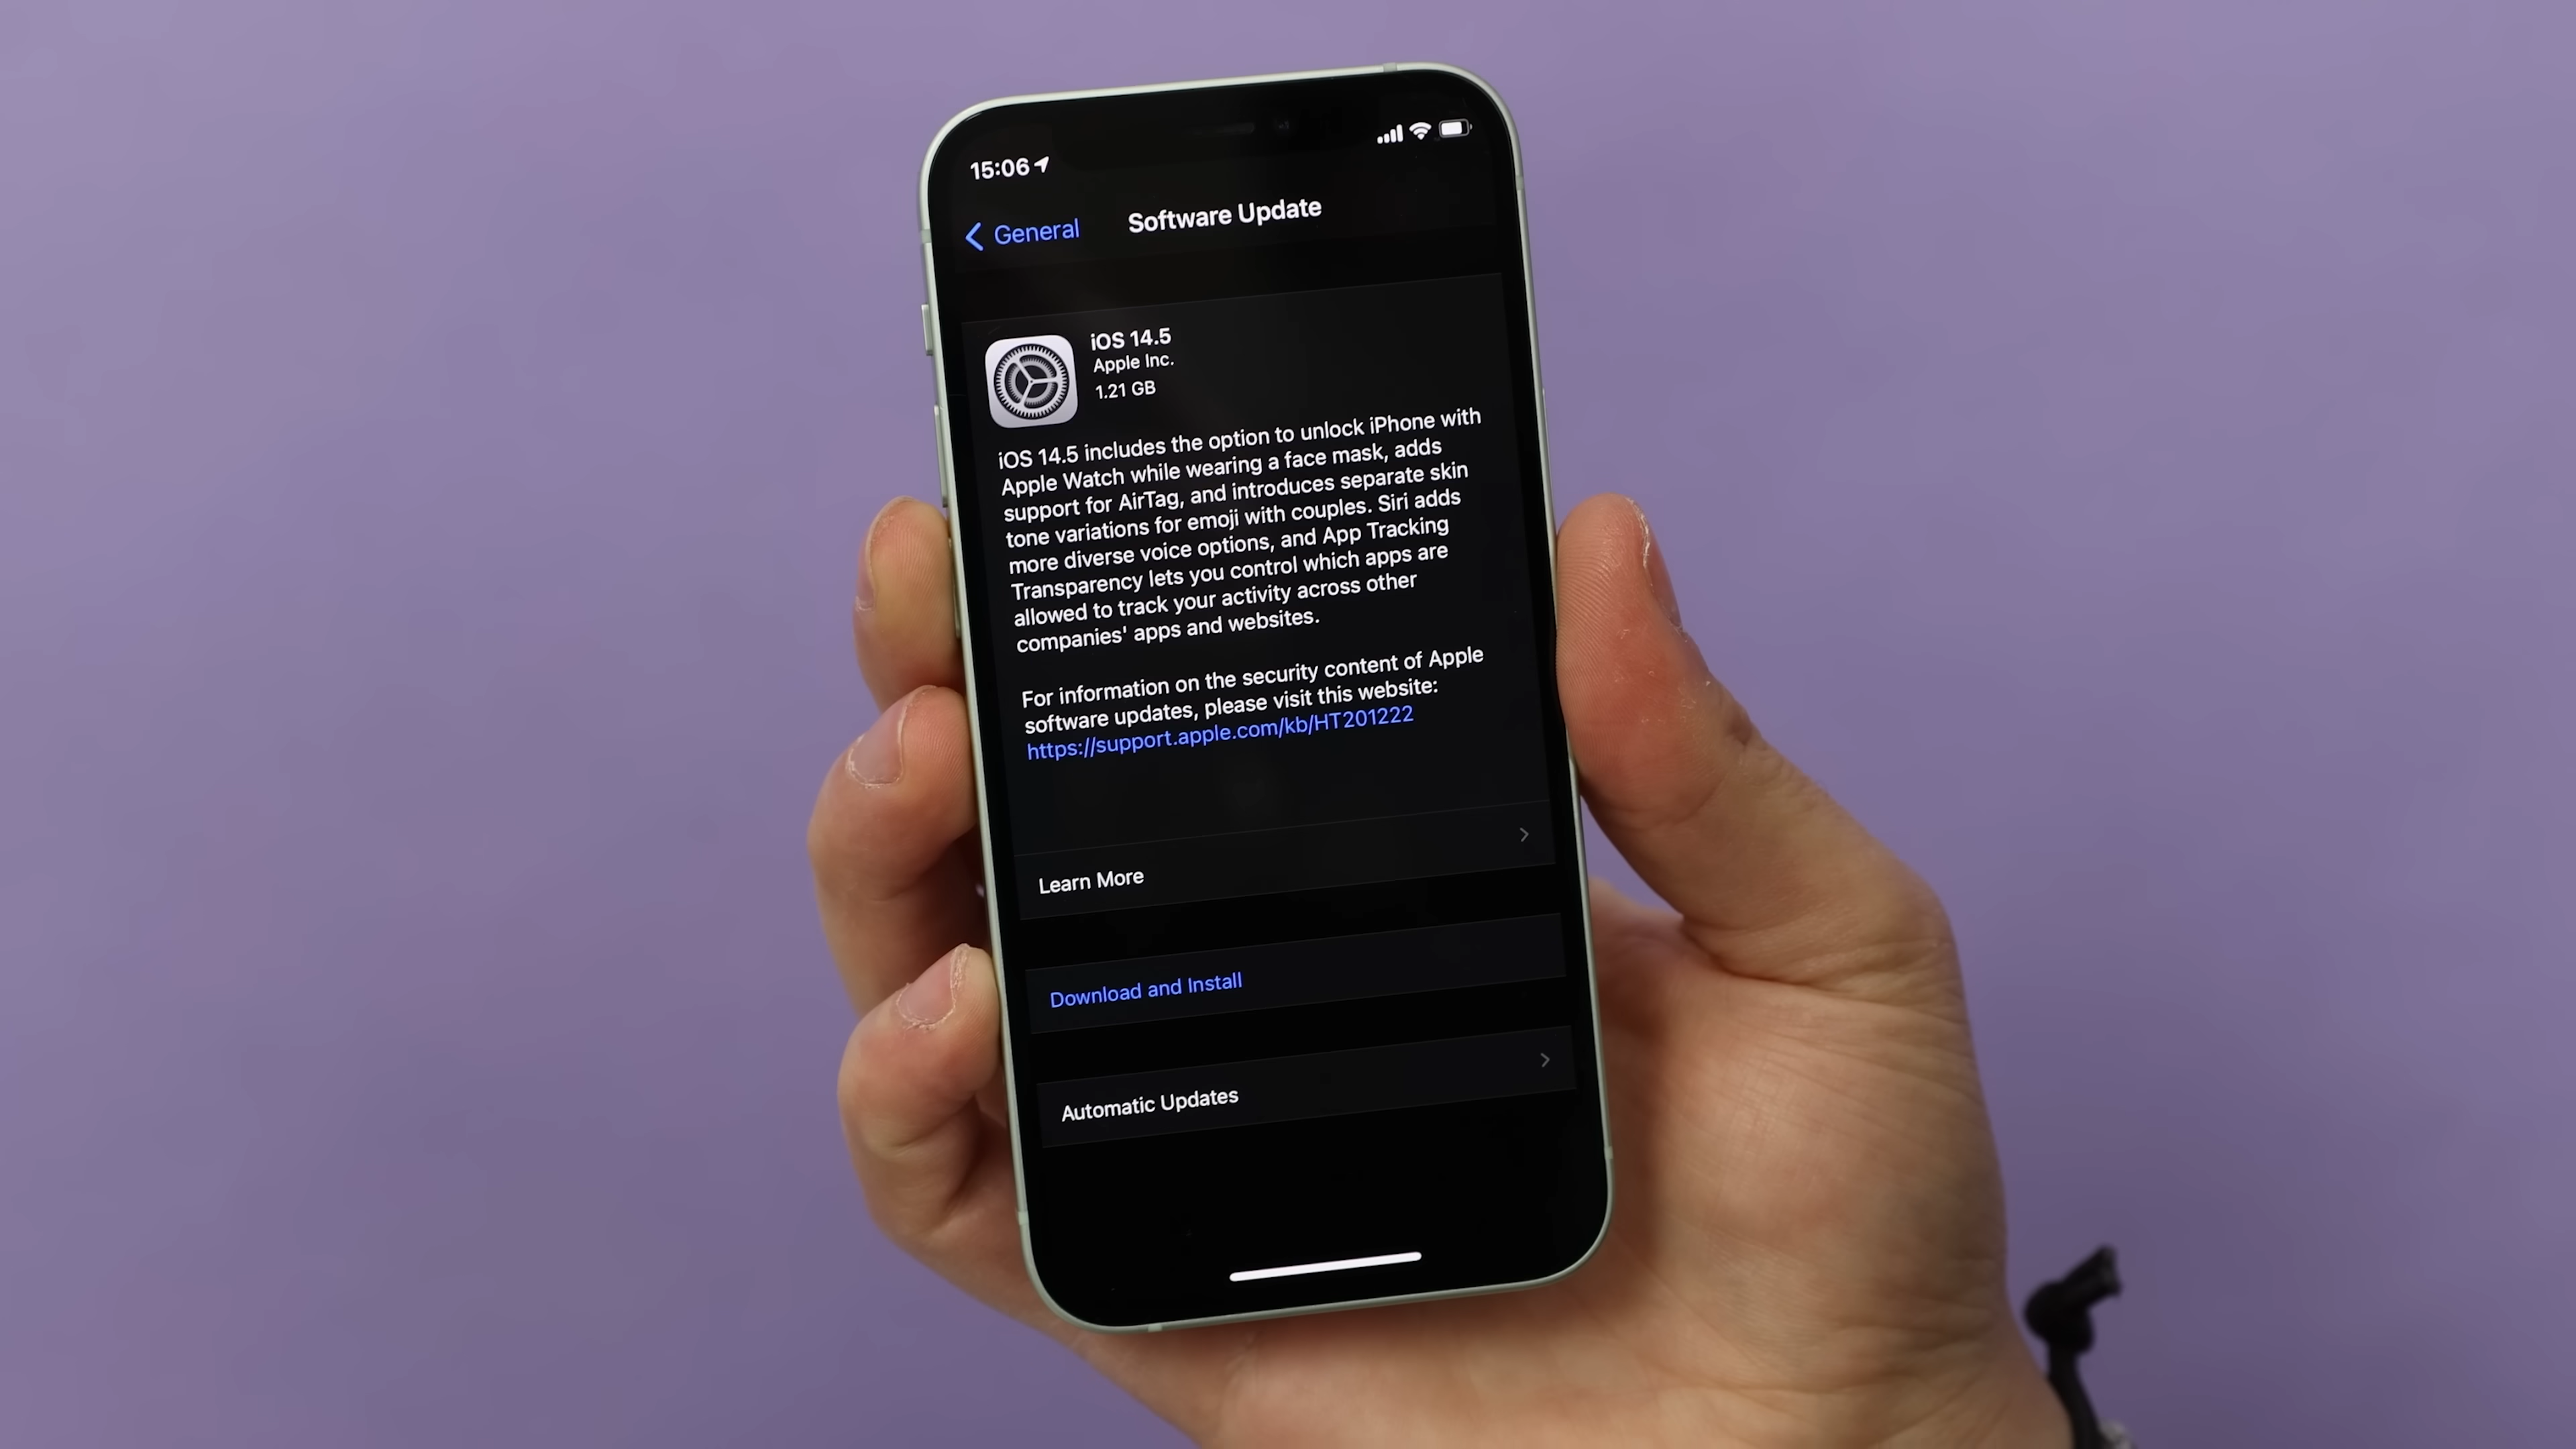 15:06
General
Software Update
iOS 14.5
Apple Inc.
1.21 GB
iOS 14.5 includes the option to unlock iPhone with
Apple Watch while wearing a face mask, adds
support for AirTag, and introduces separate skin
tone variations for emoji with couples. Siri adds
more diverse voice options, and App Tracking
Transparency lets you control which apps are
allowed to track your activity across other
companies' apps and websites.
For information on the security content of Apple
software updates, please visit this website:
https://support.apple.com/kb/HT201222
Learn More
Download and Install
Automatic Updates